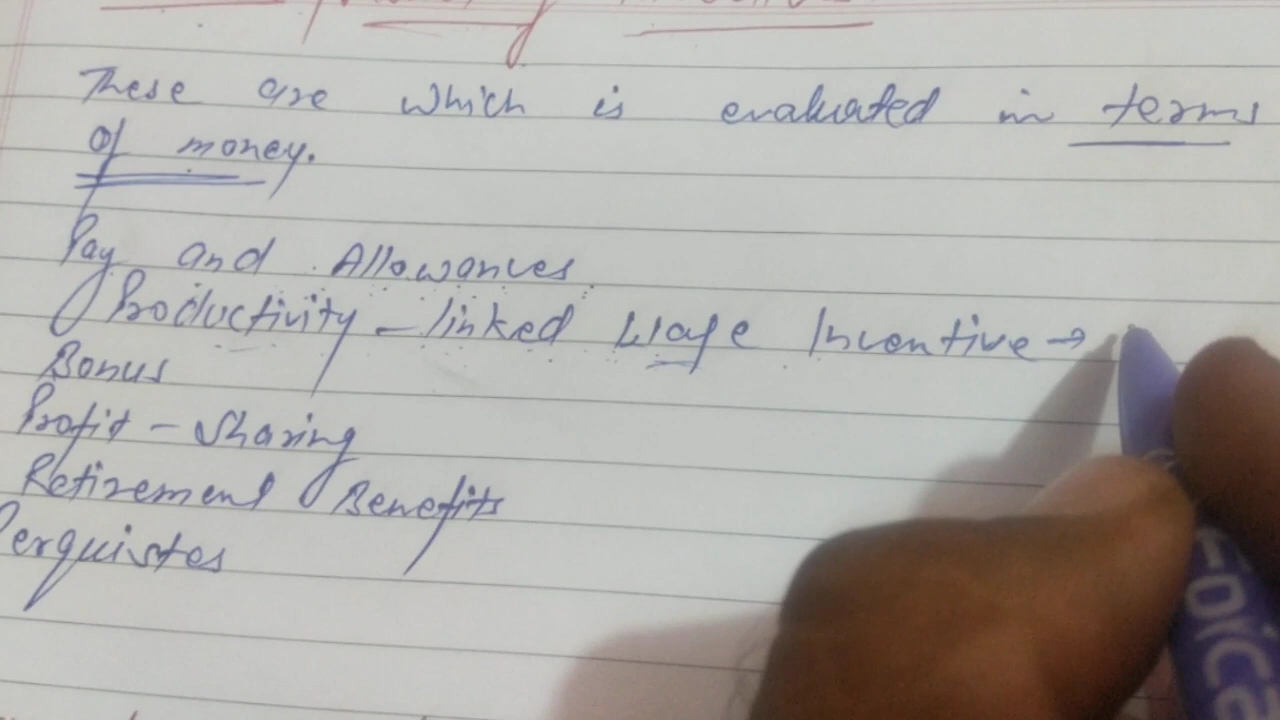 These are which is evaluated in terms
of money.
Pay and Allowances
Productivity - linked Wage Incentive →
Bonus
Profit - Sharing
Retirement Benefits
Perquistes